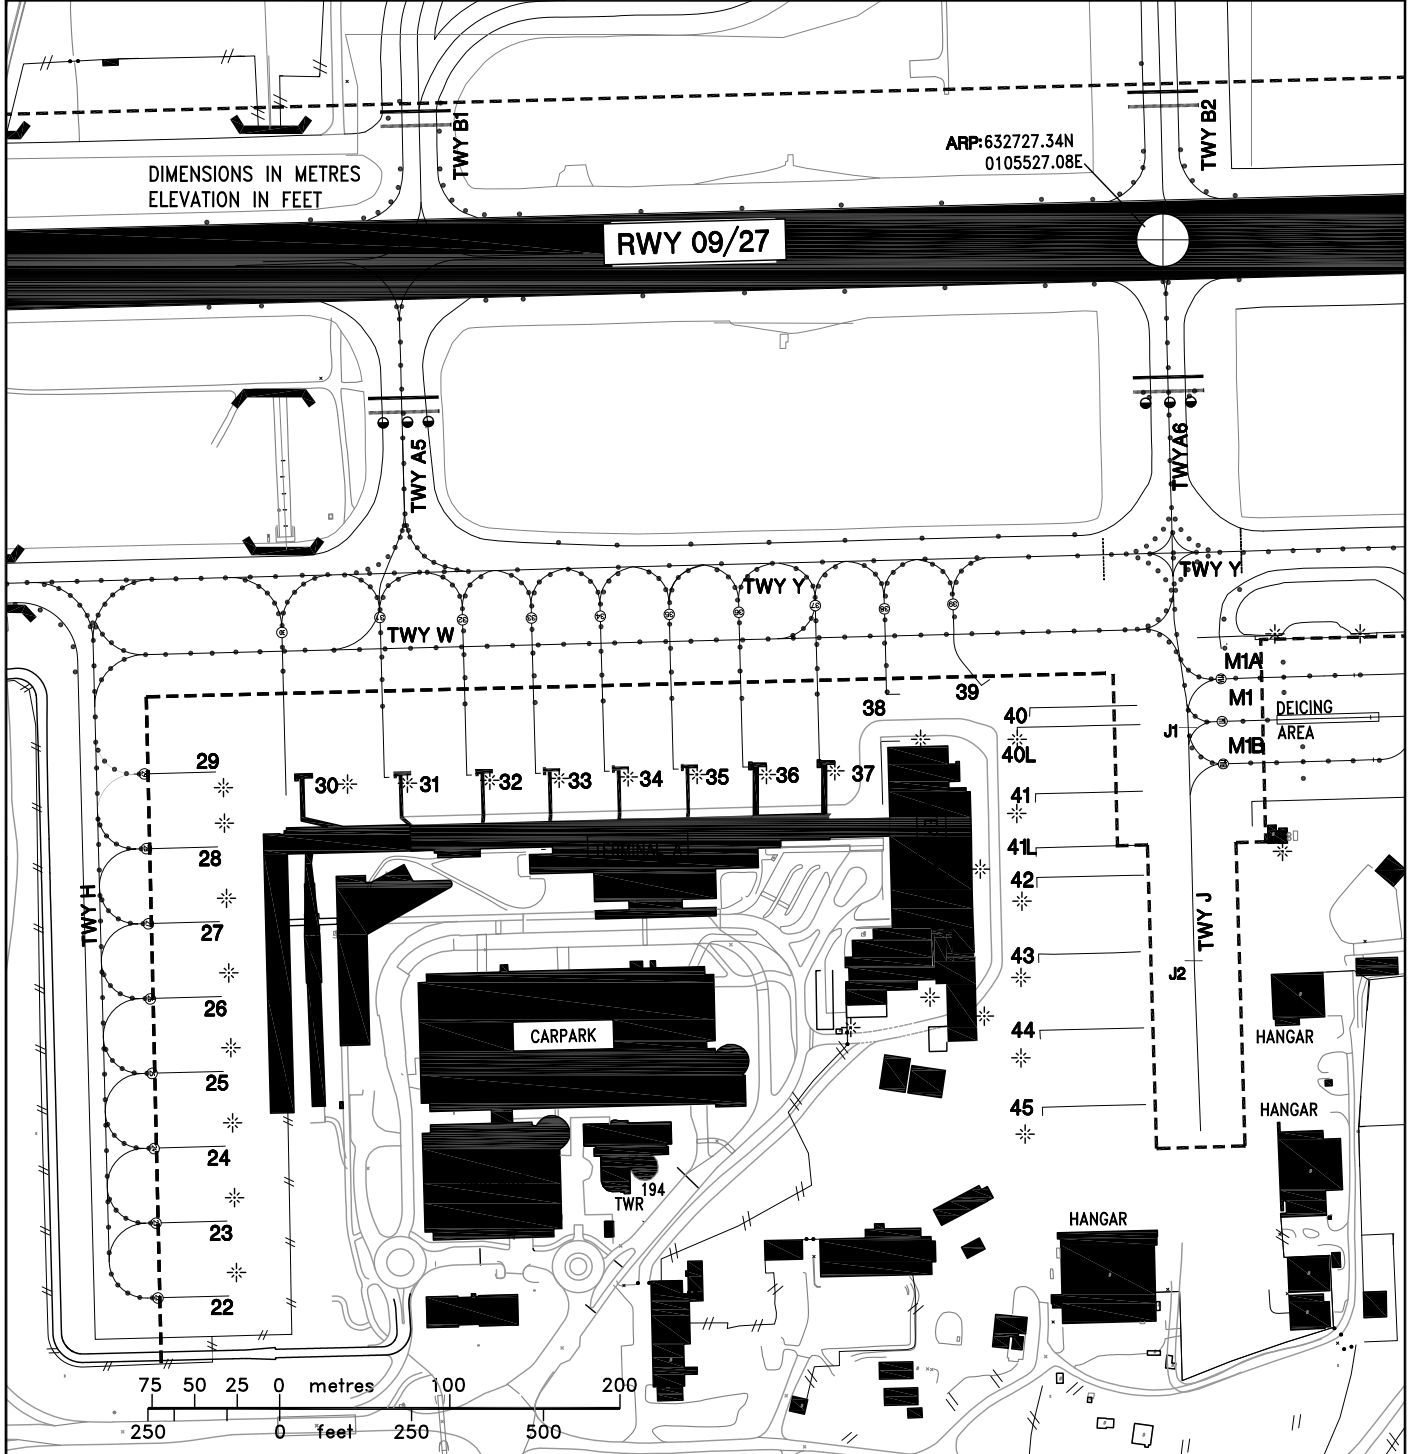 TWY B1
TWY B2
ARP:632727.34N
0105527.08E
DIMENSIONS IN METRES
ELEVATION IN FEET
RWY 09/27
TWY A5
TWYA6
TWY Y
TWY Y
TWY W
M1A
M1
M1B
DEICING
AREA
J1
39
38
40
40L
41
41L
42
43
44
45
29
28
27
26
25
24
23
22
30
31
32
33
34
35
36
37
TERMINAL A
TWY H
TWY J
J2
CARPARK
HANGAR
HANGAR
194
TWR
HANGAR
75 50 25 0 metres 100 200
250 0 feet 250 500